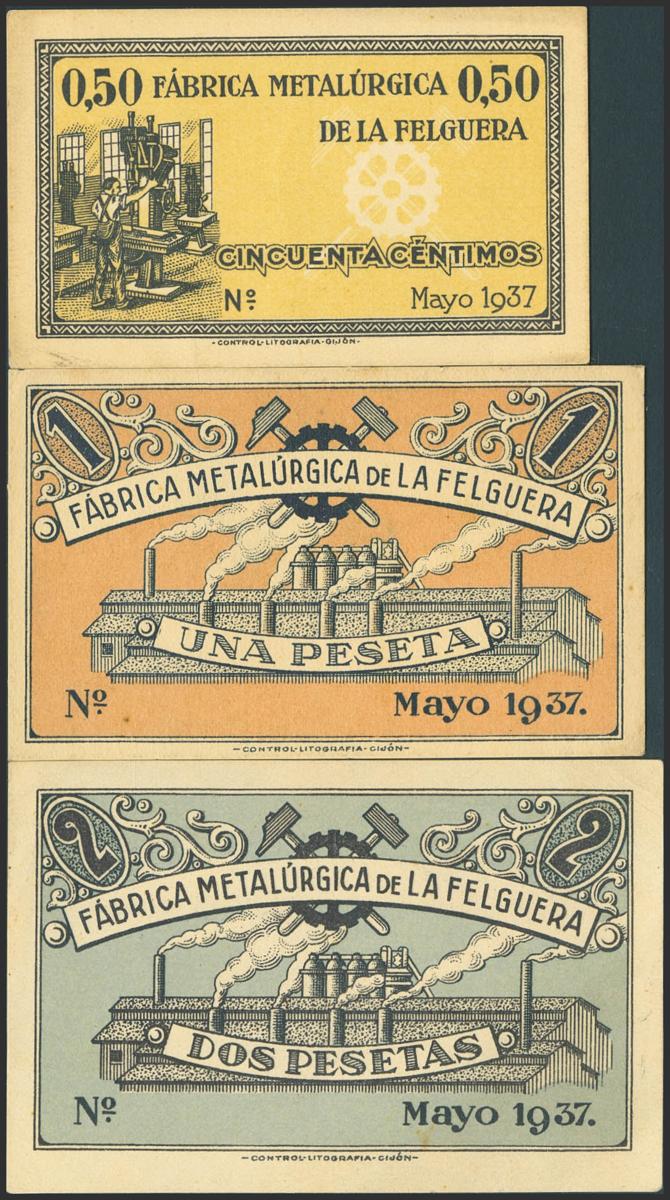 0,50 FÁBRICA METALÚRGICA 0,50
DE LA FELGUERA
CINCUENTA CÉNTIMOS
Nº. Mayo 1937
-CONTROL-LITOGRAFIA-GIJÓN-
1 1
FÁBRICA METALÚRGICA DE LA FELGUERA
UNA PESETA
Nº. Mayo 1937.
-CONTROL-LITOGRAFIA-GIJÓN-
2 2
FÁBRICA METALÚRGICA DE LA FELGUERA
DOS PESETAS
Nº. Mayo 1937.
-CONTROL-LITOGRAFIA-GIJÓN-